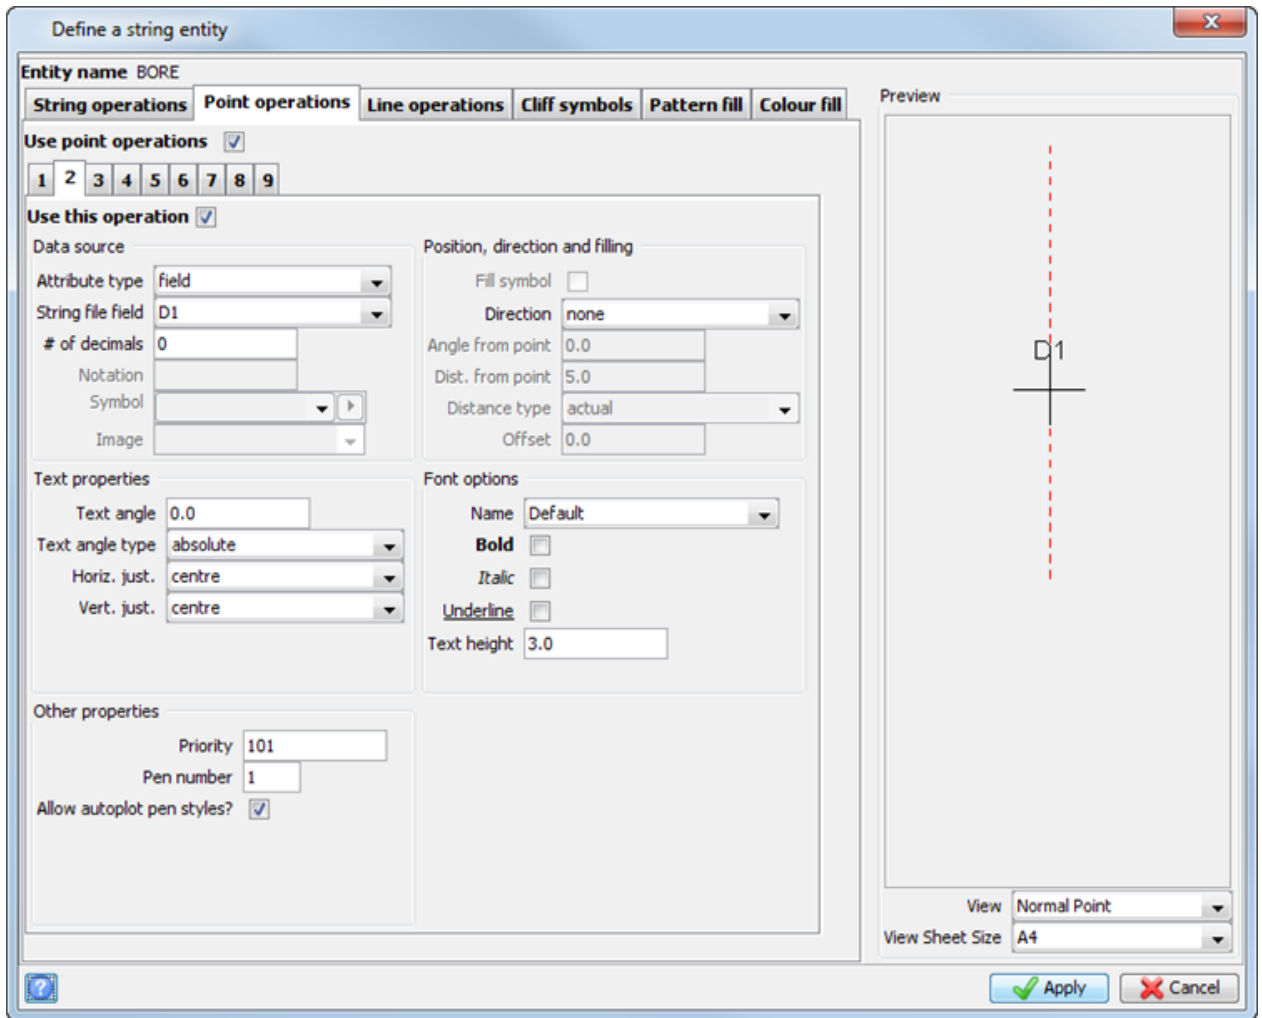 Define a string entity
Entity name BORE
String operations Point operations Line operations Cliff symbols Pattern fill Colour fill
Preview
Use point operations
1 2 3 4 5 6 7 8 9
Use this operation
Data source
Attribute type field
String file field D1
# of decimals 0
Notation
Symbol
Image
Position, direction and filling
Fill symbol
Direction none
Angle from point 0.0
Dist. from point 5.0
Distance type actual
Offset 0.0
Text properties
Text angle 0.0
Text angle type absolute
Horiz. just. centre
Vert. just. centre
Font options
Name Default
Bold
Italic
Underline
Text height 3.0
Other properties
Priority 101
Pen number 1
Allow autoplot pen styles?
D1
View Normal Point
View Sheet Size A4
? Apply Cancel